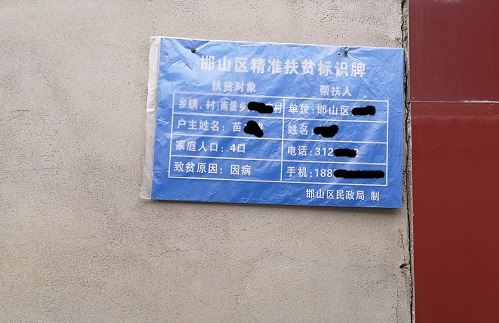 邯山区精准扶贫标识牌
扶贫对象 帮扶人
乡镇、村:南堡乡 村 单位:邯山区
户主姓名:苗 姓名:
家庭人口:4口 电话:312
致贫原因:因病 手机:188
邯山区民政局 制